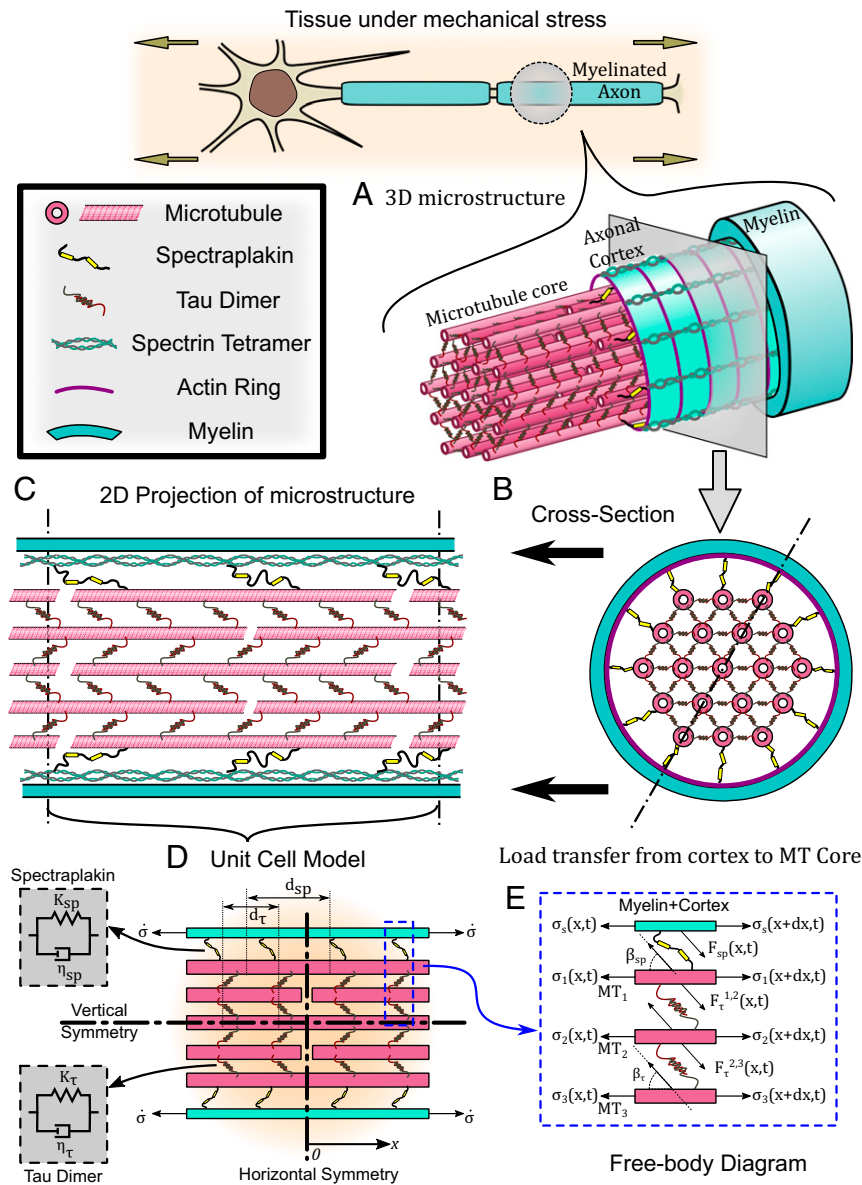 Tissue under mechanical stress
Myelinated
Axon
A 3D microstructure
Microtubule
Spectraplakin
Tau Dimer
Spectrin Tetramer
Actin Ring
Myelin
Microtubule core
Axonal
Cortex
Myelin
C
2D Projection of microstructure
B
Cross-Section
Load transfer from cortex to MT Core
D
Unit Cell Model
Spectraplakin
K_sp
η_sp
d_sp
d_τ
σ̇
σ̇
Vertical
Symmetry
K_τ
η_τ
Tau Dimer
σ̇
σ̇
0
x
Horizontal Symmetry
E
Myelin+Cortex
σ_s(x,t)
σ_s(x+dx,t)
β_sp
F_sp(x,t)
σ_1(x,t)
σ_1(x+dx,t)
MT_1
F_τ^1,2(x,t)
σ_2(x,t)
σ_2(x+dx,t)
MT_2
F_τ^2,3(x,t)
β_τ
σ_3(x,t)
σ_3(x+dx,t)
MT_3
Free-body Diagram